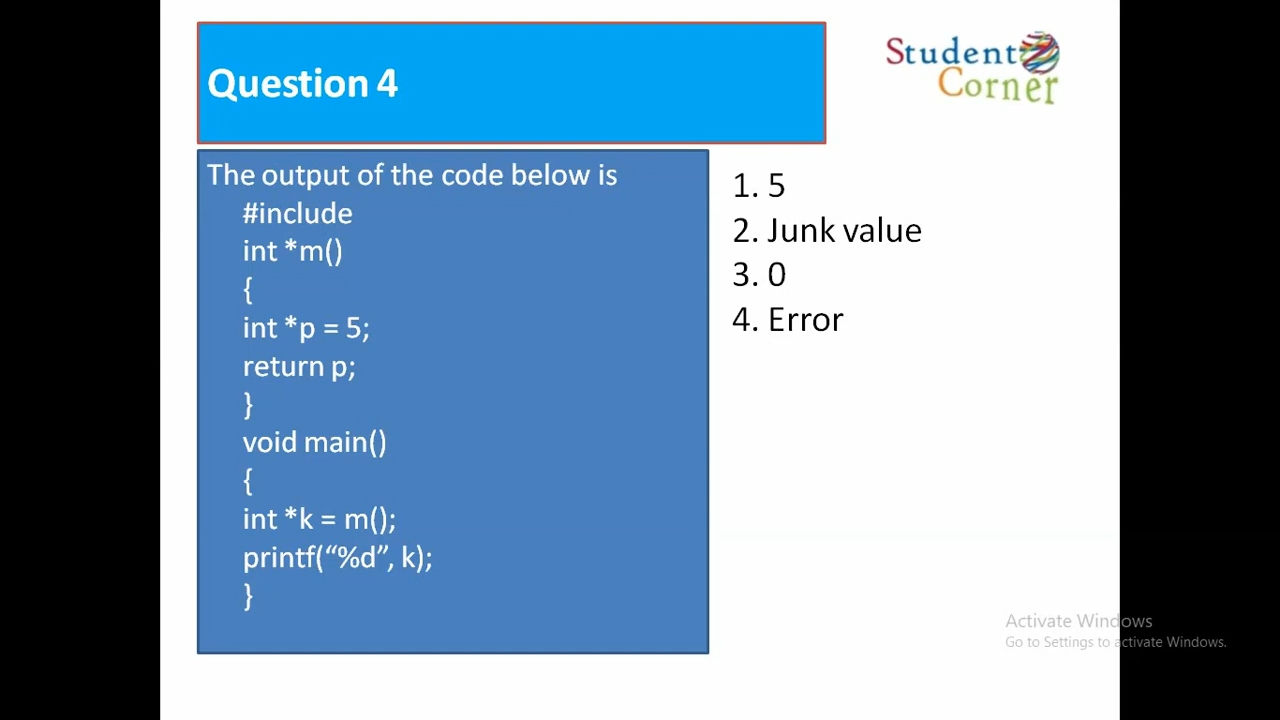 Question 4
Student
Corner
The output of the code below is
#include
int *m()
{
int *p = 5;
return p;
}
void main()
{
int *k = m();
printf(“%d”, k);
}
1. 5
2. Junk value
3. 0
4. Error
Activate Windows
Go to Settings to activate Windows.